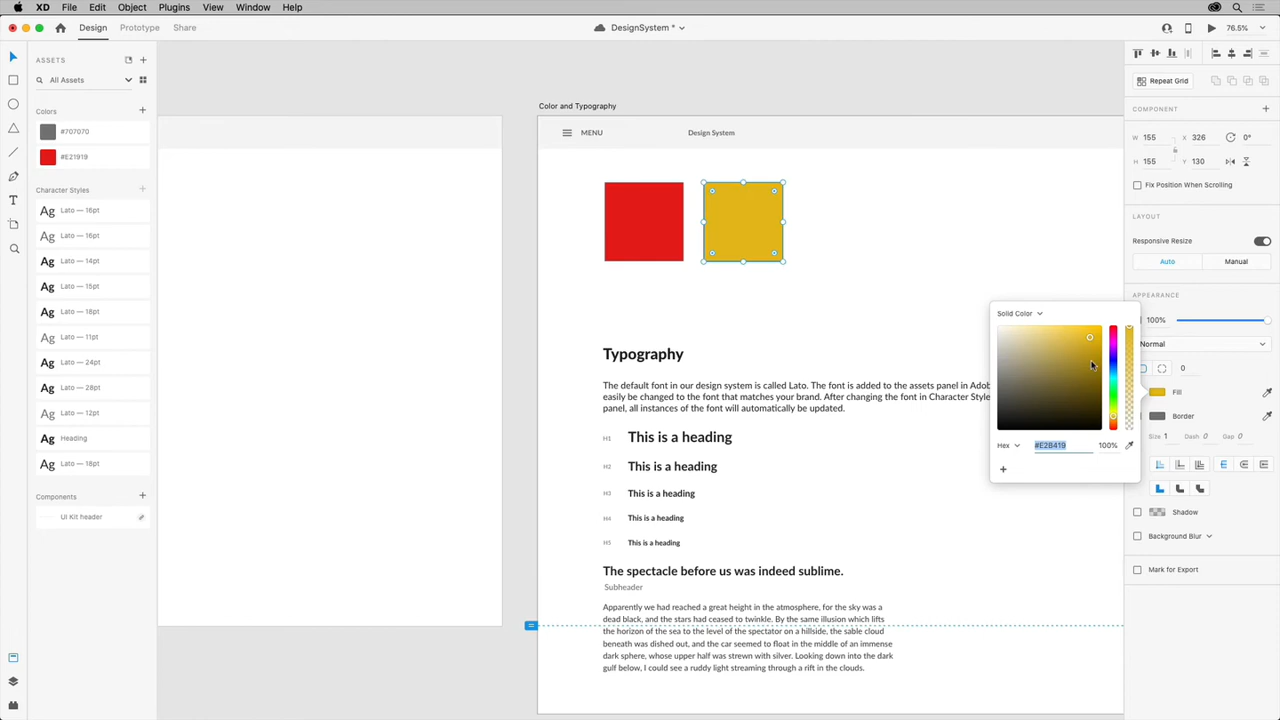 XD File Edit Object Plugins View Window Help
Design Prototype Share
DesignSystem *
76.5%
ASSETS
All Assets
Colors
#707070
#E21919
Character Styles
Ag Lato — 16pt
Ag Lato — 16pt
Ag Lato — 14pt
Ag Lato — 15pt
Ag Lato — 18pt
Ag Lato — 11pt
Ag Lato — 24pt
Ag Lato — 28pt
Ag Lato — 12pt
Ag Heading
Ag Lato — 18pt
Components
UI Kit header
Color and Typography
MENU
Design System
Typography
The default font in our design system is called Lato. The font is added to the assets panel in Adob
easily be changed to the font that matches your brand. After changing the font in Character Style
panel, all instances of the font will automatically be updated.
H1 This is a heading
H2 This is a heading
H3 This is a heading
H4 This is a heading
H5 This is a heading
The spectacle before us was indeed sublime.
Subheader
Apparently we had reached a great height in the atmosphere, for the sky was a
dead black, and the stars had ceased to twinkle. By the same illusion which lifts
the horizon of the sea to the level of the spectator on a hillside, the sable cloud
beneath was dished out, and the car seemed to float in the middle of an immense
dark sphere, whose upper half was strewn with silver. Looking down into the dark
gulf below, I could see a ruddy light streaming through a rift in the clouds.
Solid Color
Hex #E2B419 100%
Repeat Grid
COMPONENT
W 155 X 326 0°
H 155 Y 130
Fix Position When Scrolling
LAYOUT
Responsive Resize
Auto Manual
APPEARANCE
100%
Normal
0
Fill
Border
Size 1 Dash 0 Gap 0
Shadow
Background Blur
Mark for Export